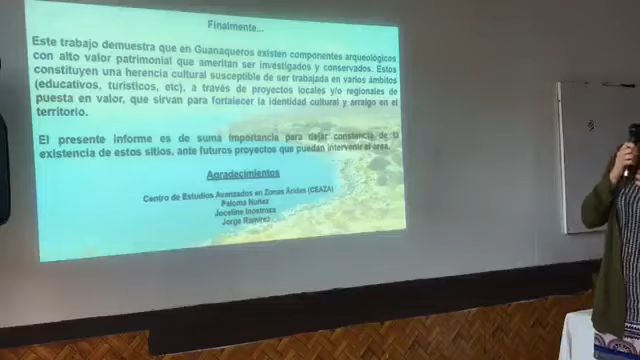 Finalmente...
Este trabajo demuestra que en Guanaqueros existen componentes arqueológicos
con alto valor patrimonial que ameritan ser investigados y conservados. Estos
constituyen una herencia cultural susceptible de ser trabajada en varios ámbitos
(educativos, turísticos, etc), a través de proyectos locales y/o regionales de
puesta en valor, que sirvan para fortalecer la identidad cultural y arraigo en el
territorio.
El presente informe es de suma importancia para dejar constancia de la
existencia de estos sitios, ante futuros proyectos que puedan intervenir el area.
Agradecimientos
Centro de Estudios Avanzados en Zonas Áridas (CEAZA)
Paloma Nuñez
Joceline Inostroza
Jorge Ramirez